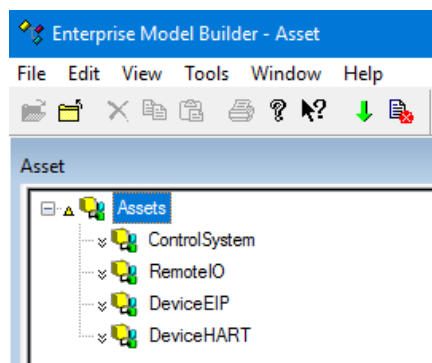 Enterprise Model Builder - Asset
File Edit View Tools Window Help
Asset
Assets
ControlSystem
RemoteIO
DeviceEIP
DeviceHART